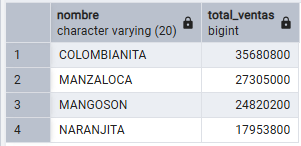 nombre total_ventas
character varying (20) bigint
1 COLOMBIANITA 35680800
2 MANZALOCA 27305000
3 MANGOSON 24820200
4 NARANJITA 17953800